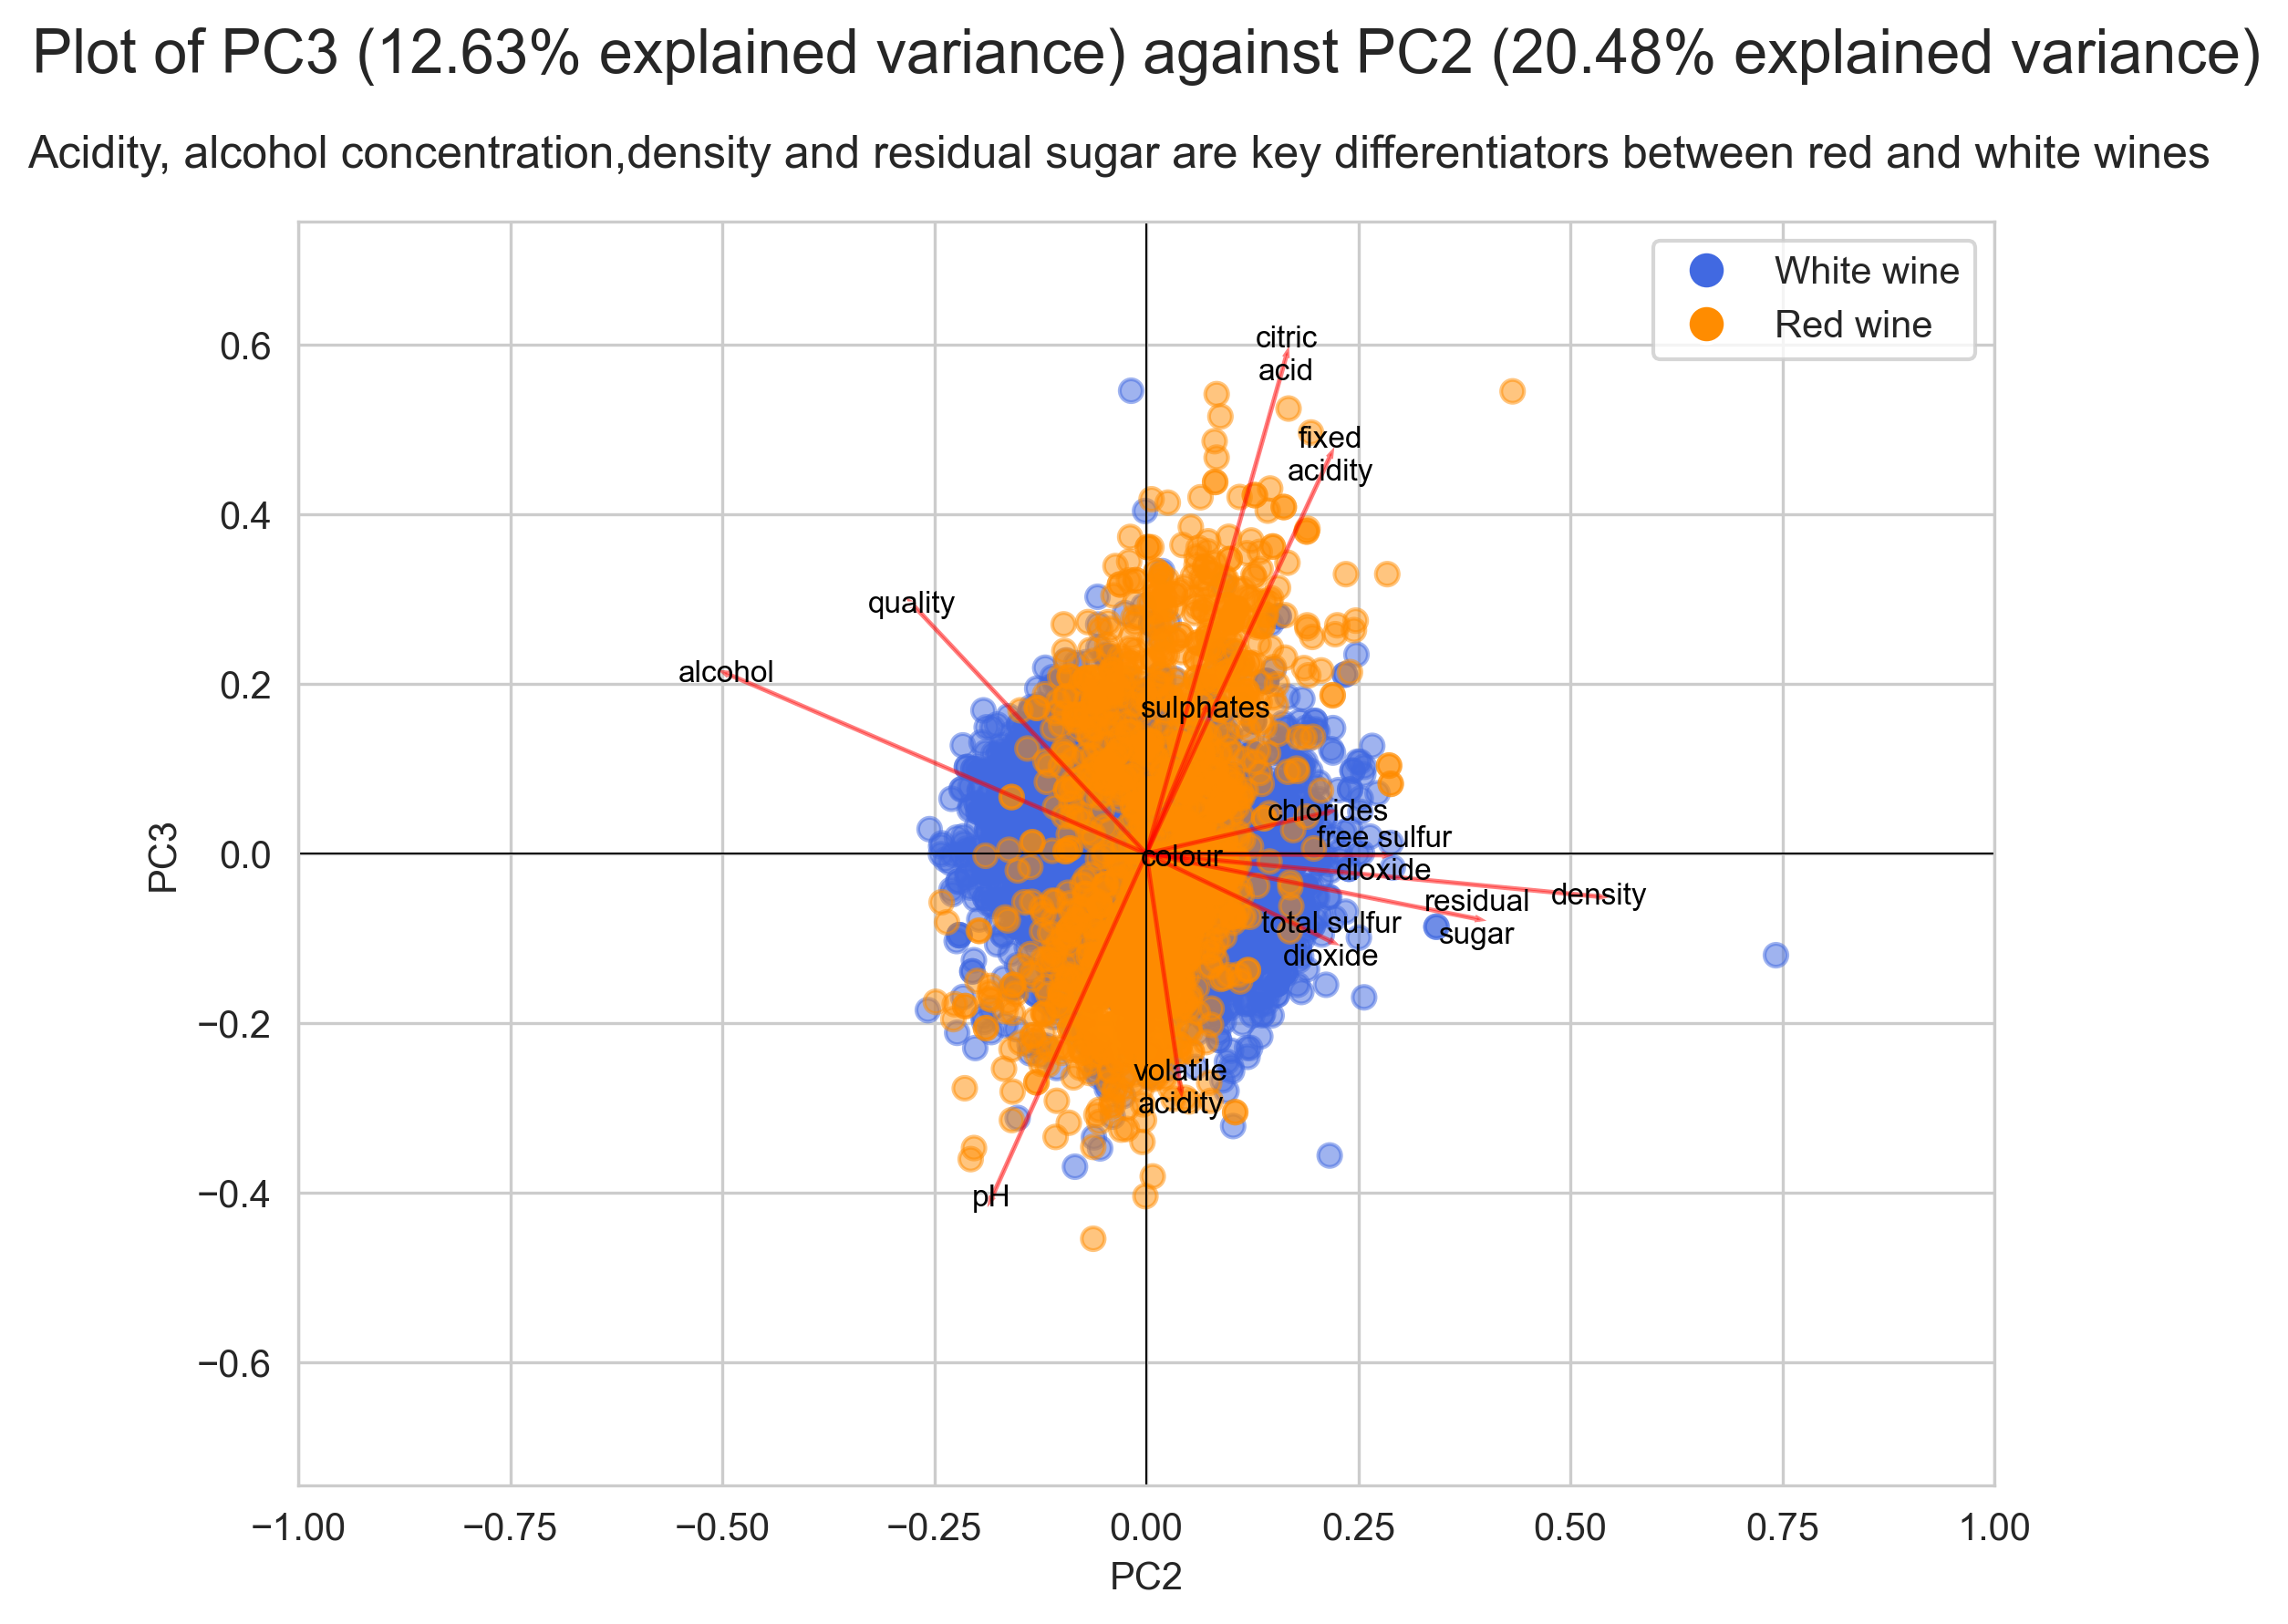 Plot of PC3 (12.63% explained variance) against PC2 (20.48% explained variance)
Acidity, alcohol concentration,density and residual sugar are key differentiators between red and white wines
White wine
Red wine
citric
acid
fixed
acidity
quality
alcohol
sulphates
chlorides
free sulfur
dioxide
colour
density
residual
sugar
total sulfur
dioxide
volatile
acidity
pH
0.6
0.4
0.2
0.0
−0.2
−0.4
−0.6
PC3
−1.00
−0.75
−0.50
−0.25
0.00
0.25
0.50
0.75
1.00
PC2